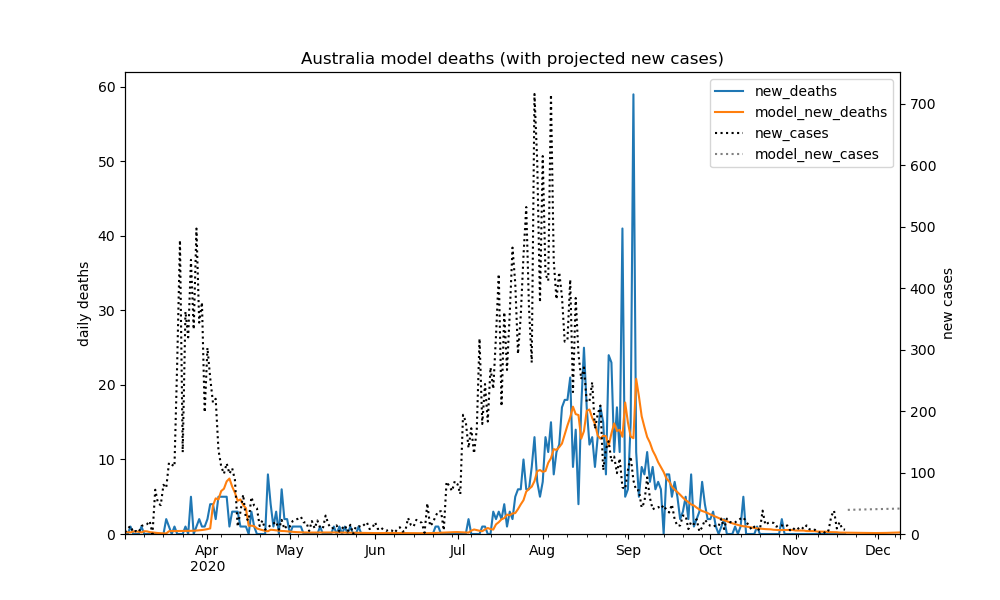 Australia model deaths (with projected new cases)
new_deaths
model_new_deaths
new_cases
model_new_cases
daily deaths
60
50
40
30
20
10
0
new cases
700
600
500
400
300
200
100
0
Apr May Jun Jul Aug Sep Oct Nov Dec
2020